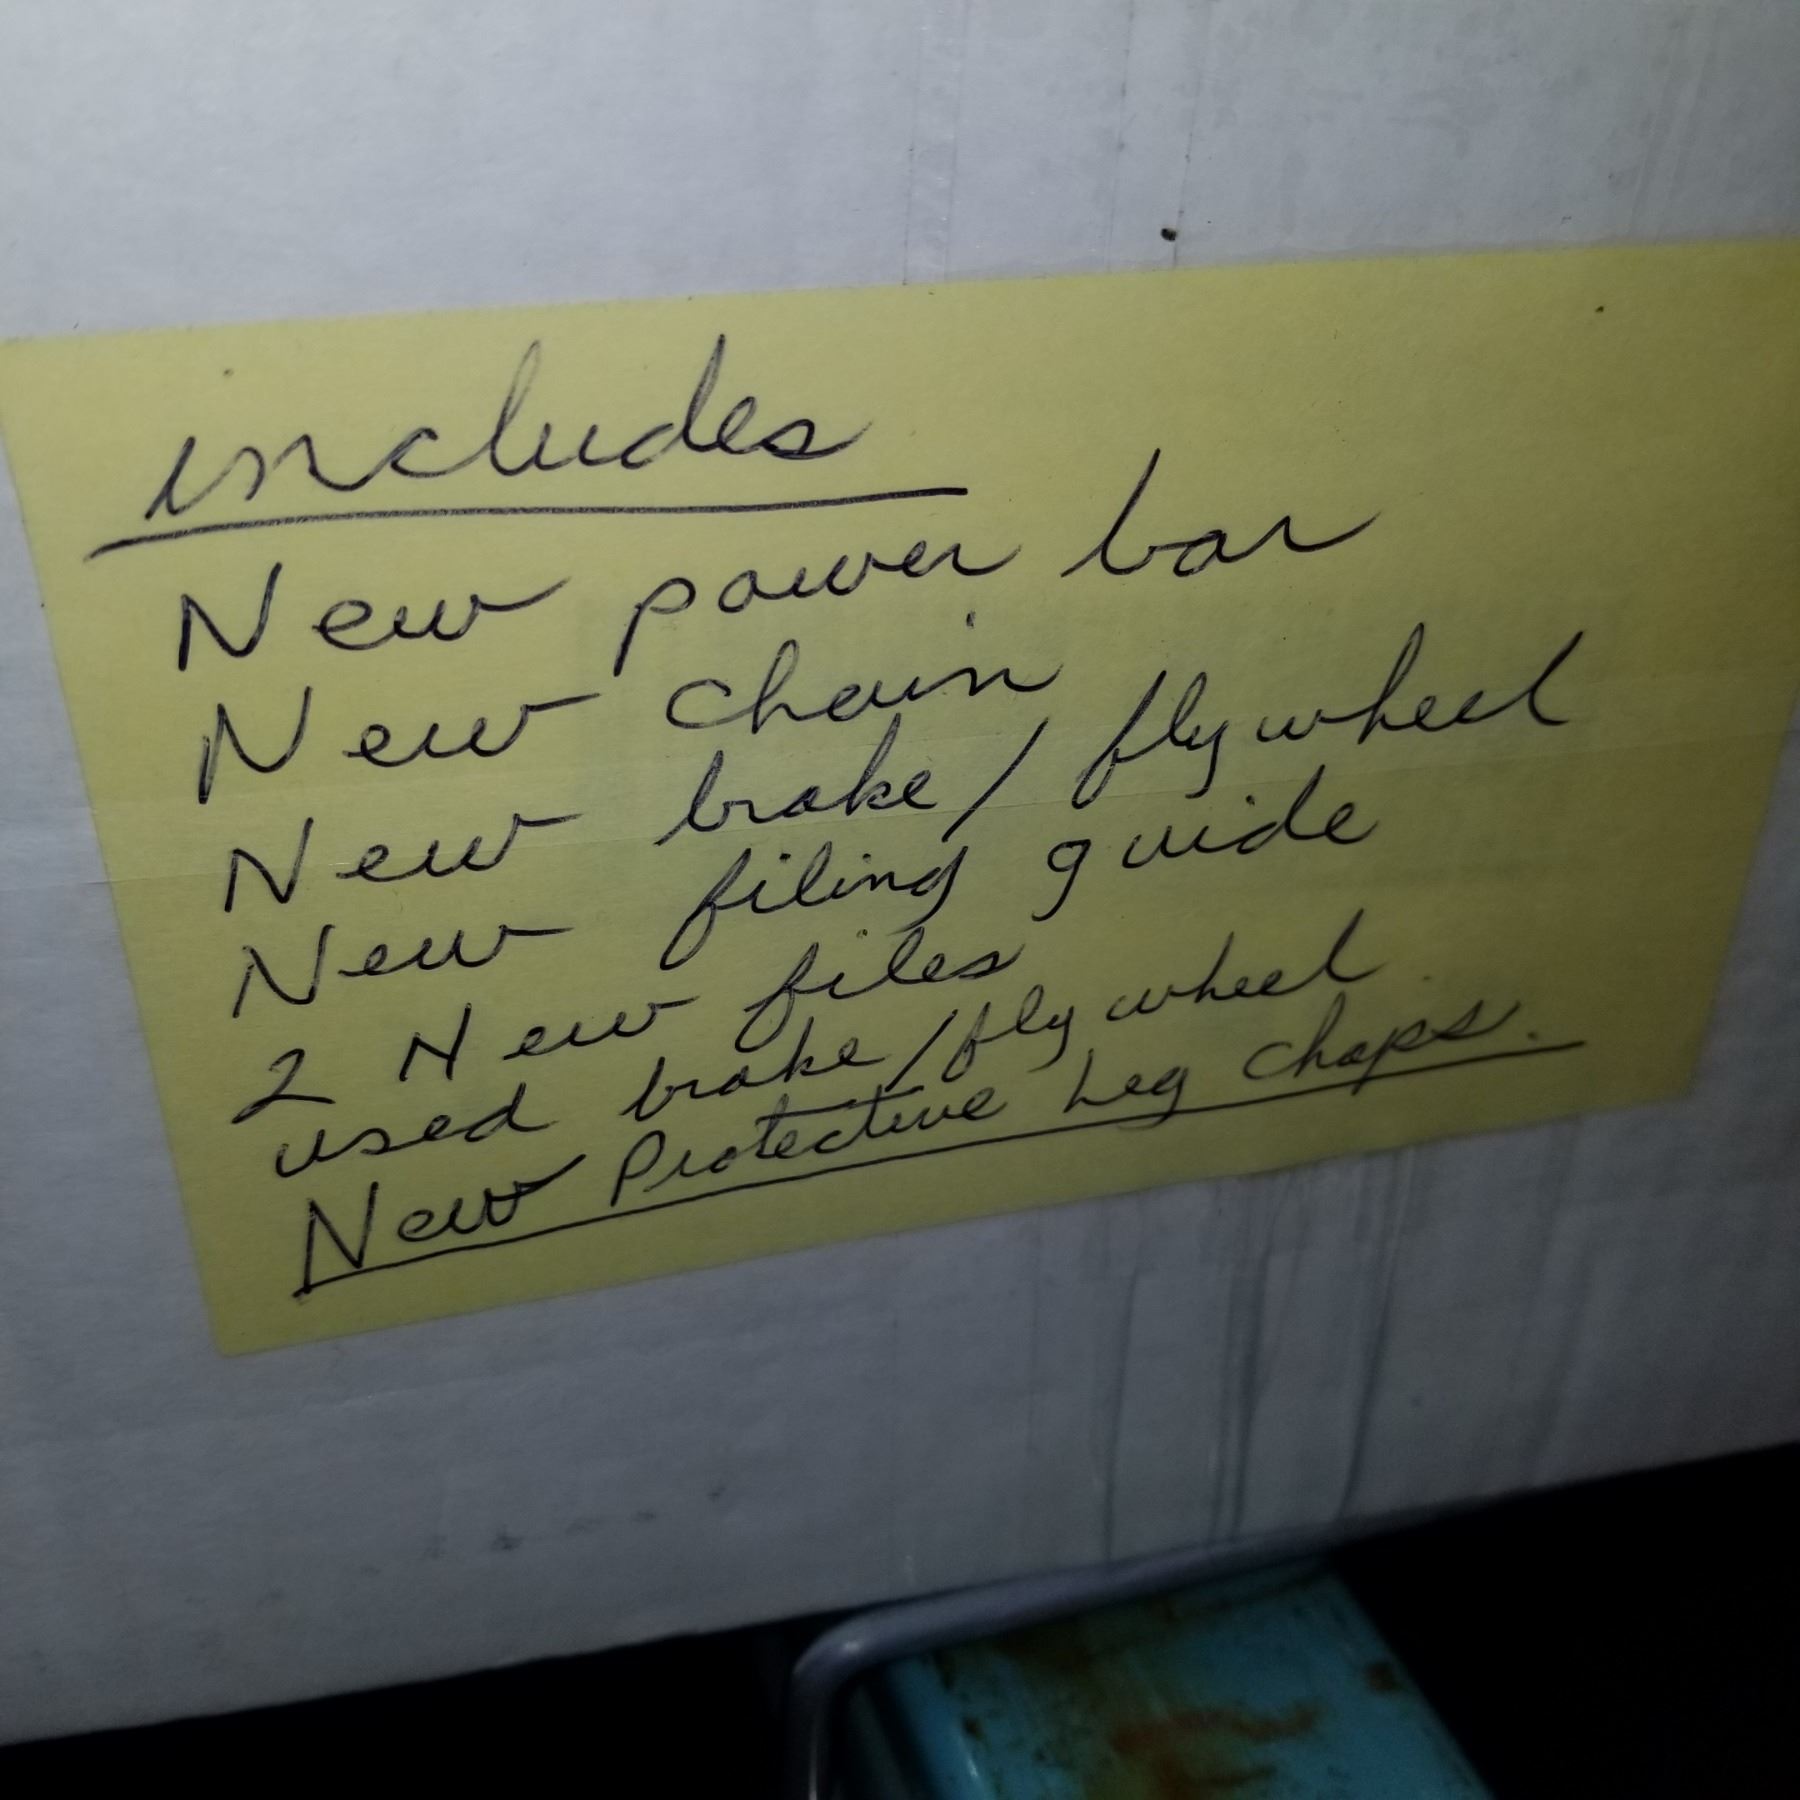 includes
New power bar
New chain
New brake/flywheel
New filing guide
2 New files
used brake/flywheel
New Protective Leg Chaps.